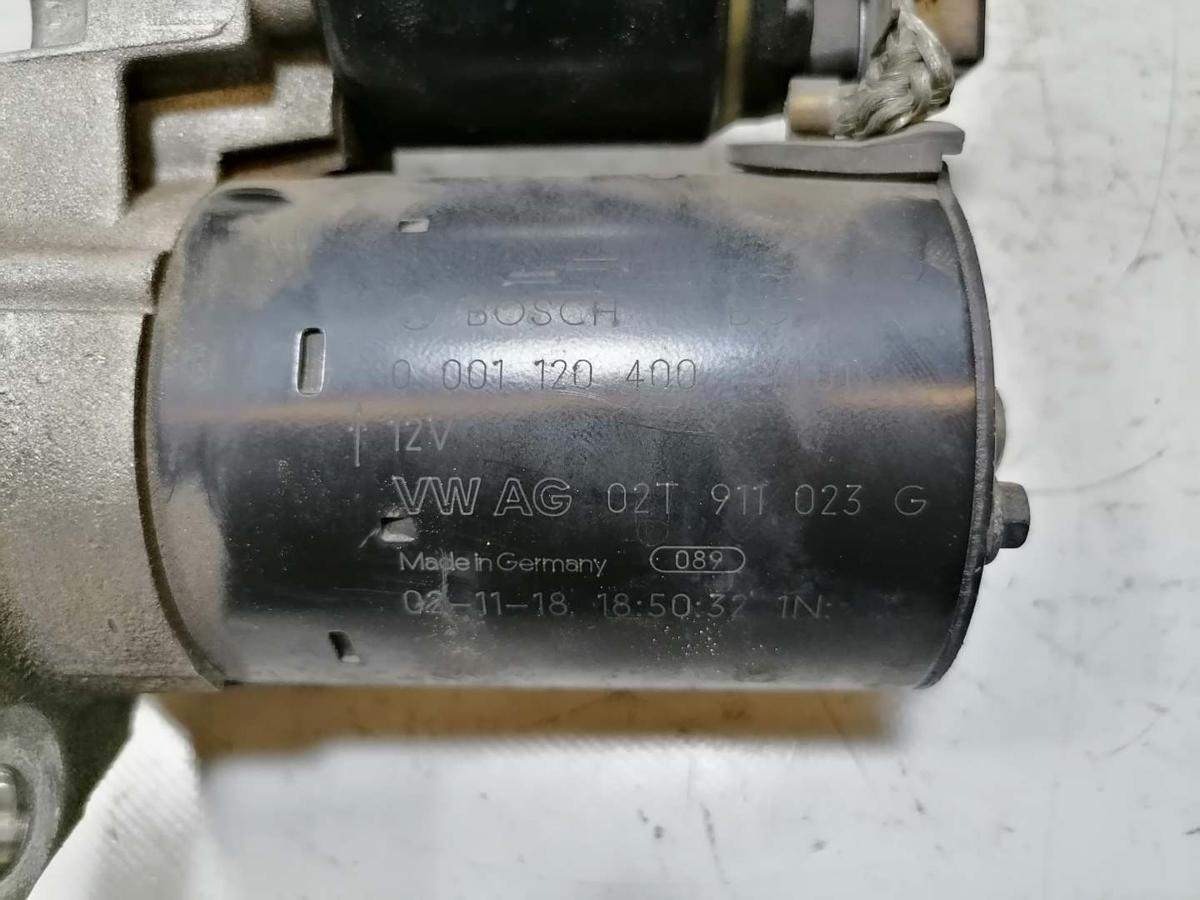 BOSCH
0 001 120 400
12V
VW AG 02T 911 023 G
Made in Germany 089
02-11-18 18:50:32 1N: